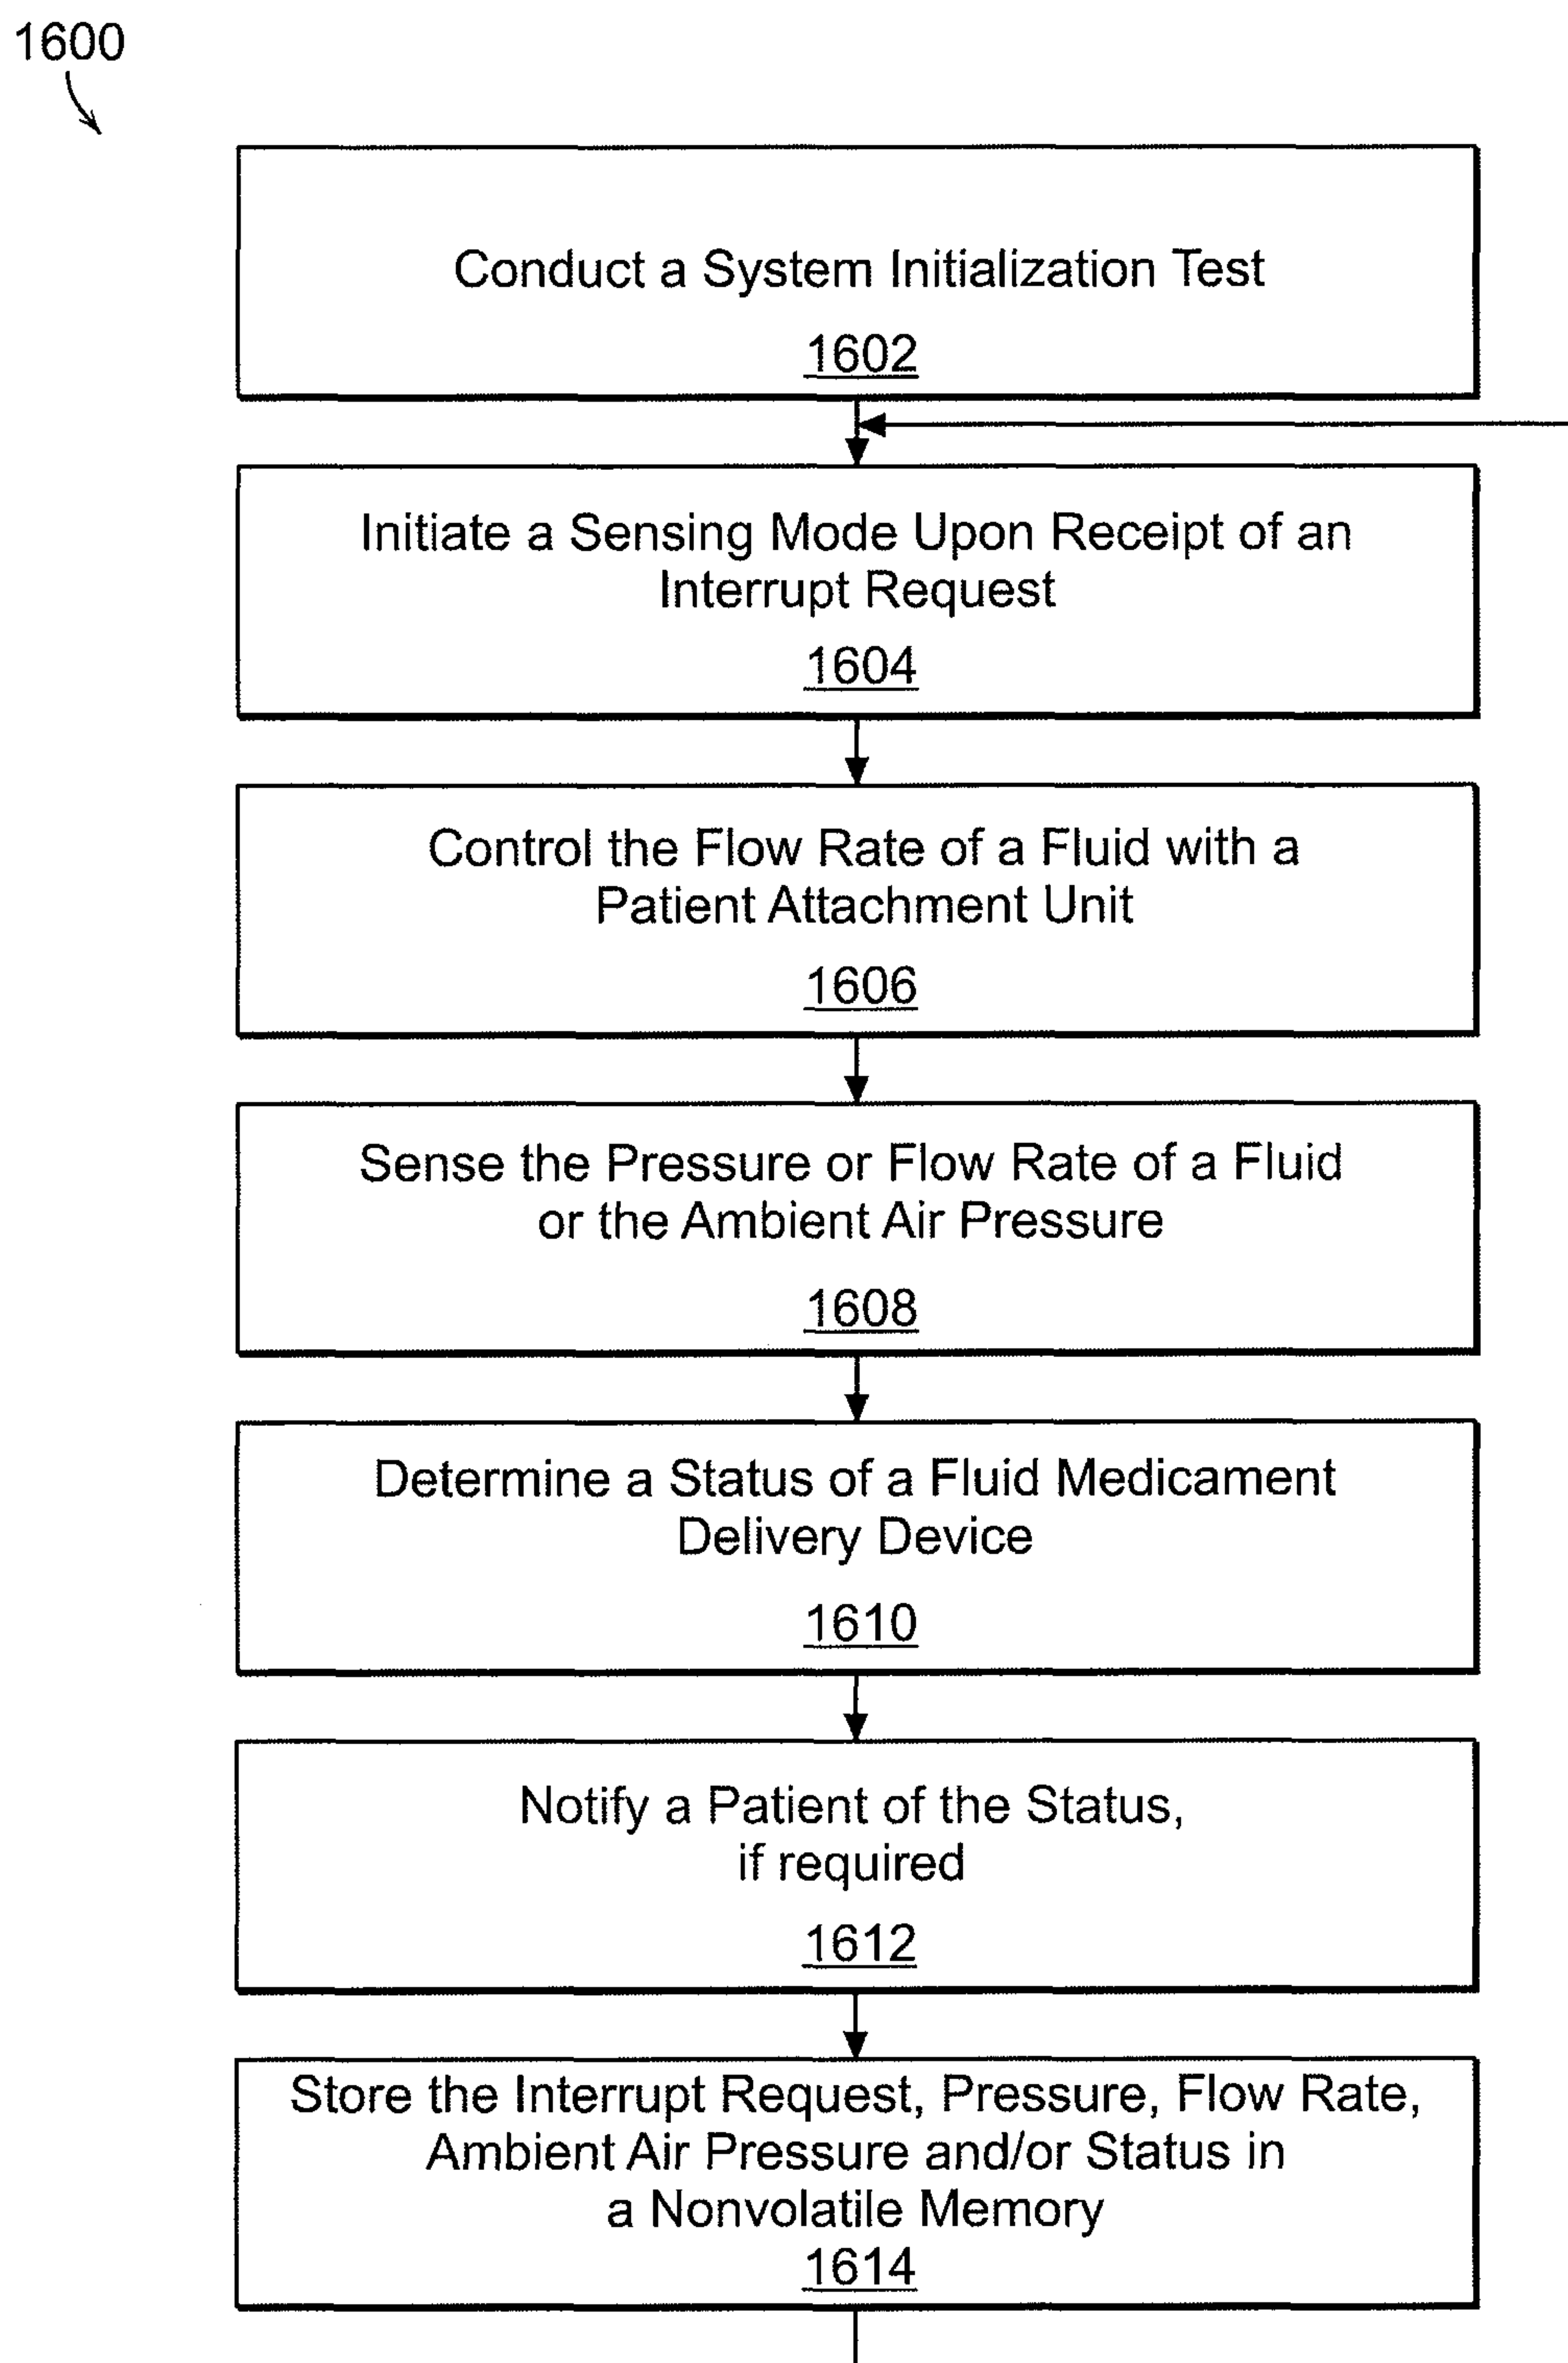 1600
Conduct a System Initialization Test
1602
Initiate a Sensing Mode Upon Receipt of an
Interrupt Request
1604
Control the Flow Rate of a Fluid with a
Patient Attachment Unit
1606
Sense the Pressure or Flow Rate of a Fluid
or the Ambient Air Pressure
1608
Determine a Status of a Fluid Medicament
Delivery Device
1610
Notify a Patient of the Status,
if required
1612
Store the Interrupt Request, Pressure, Flow Rate,
Ambient Air Pressure and/or Status in
a Nonvolatile Memory
1614